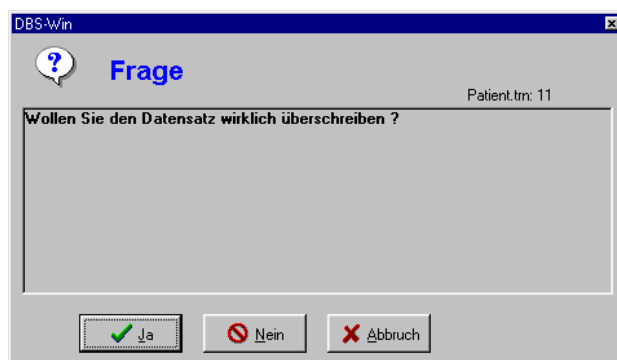 DBS-Win
Frage
Patient.trn: 11
Wollen Sie den Datensatz wirklich überschreiben ?
Ja Nein Abbruch